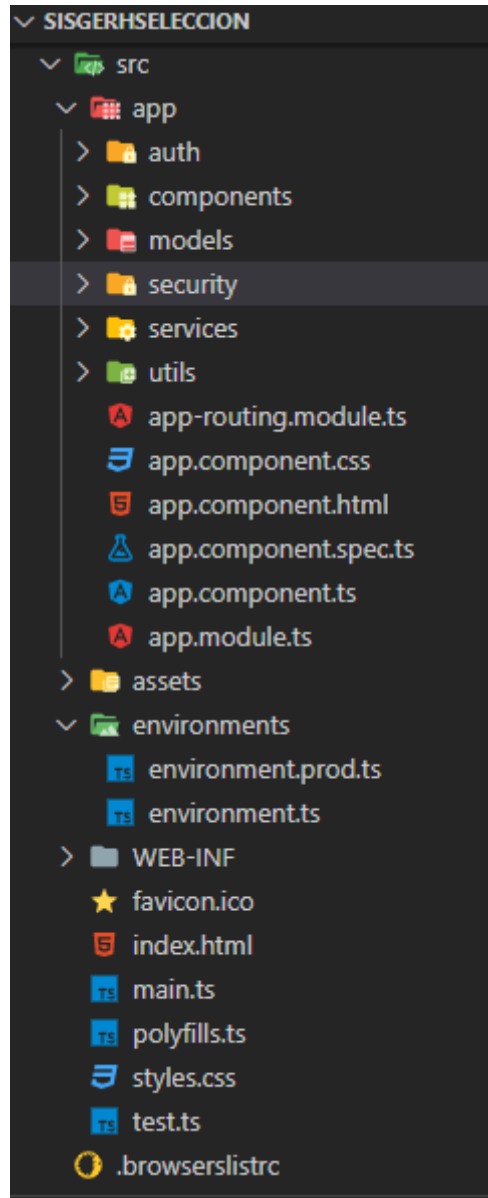 SISGERHSELECCION
src
app
auth
components
models
security
services
utils
app-routing.module.ts
app.component.css
app.component.html
app.component.spec.ts
app.component.ts
app.module.ts
assets
environments
environment.prod.ts
environment.ts
WEB-INF
favicon.ico
index.html
main.ts
polyfills.ts
styles.css
test.ts
.browserslistrc